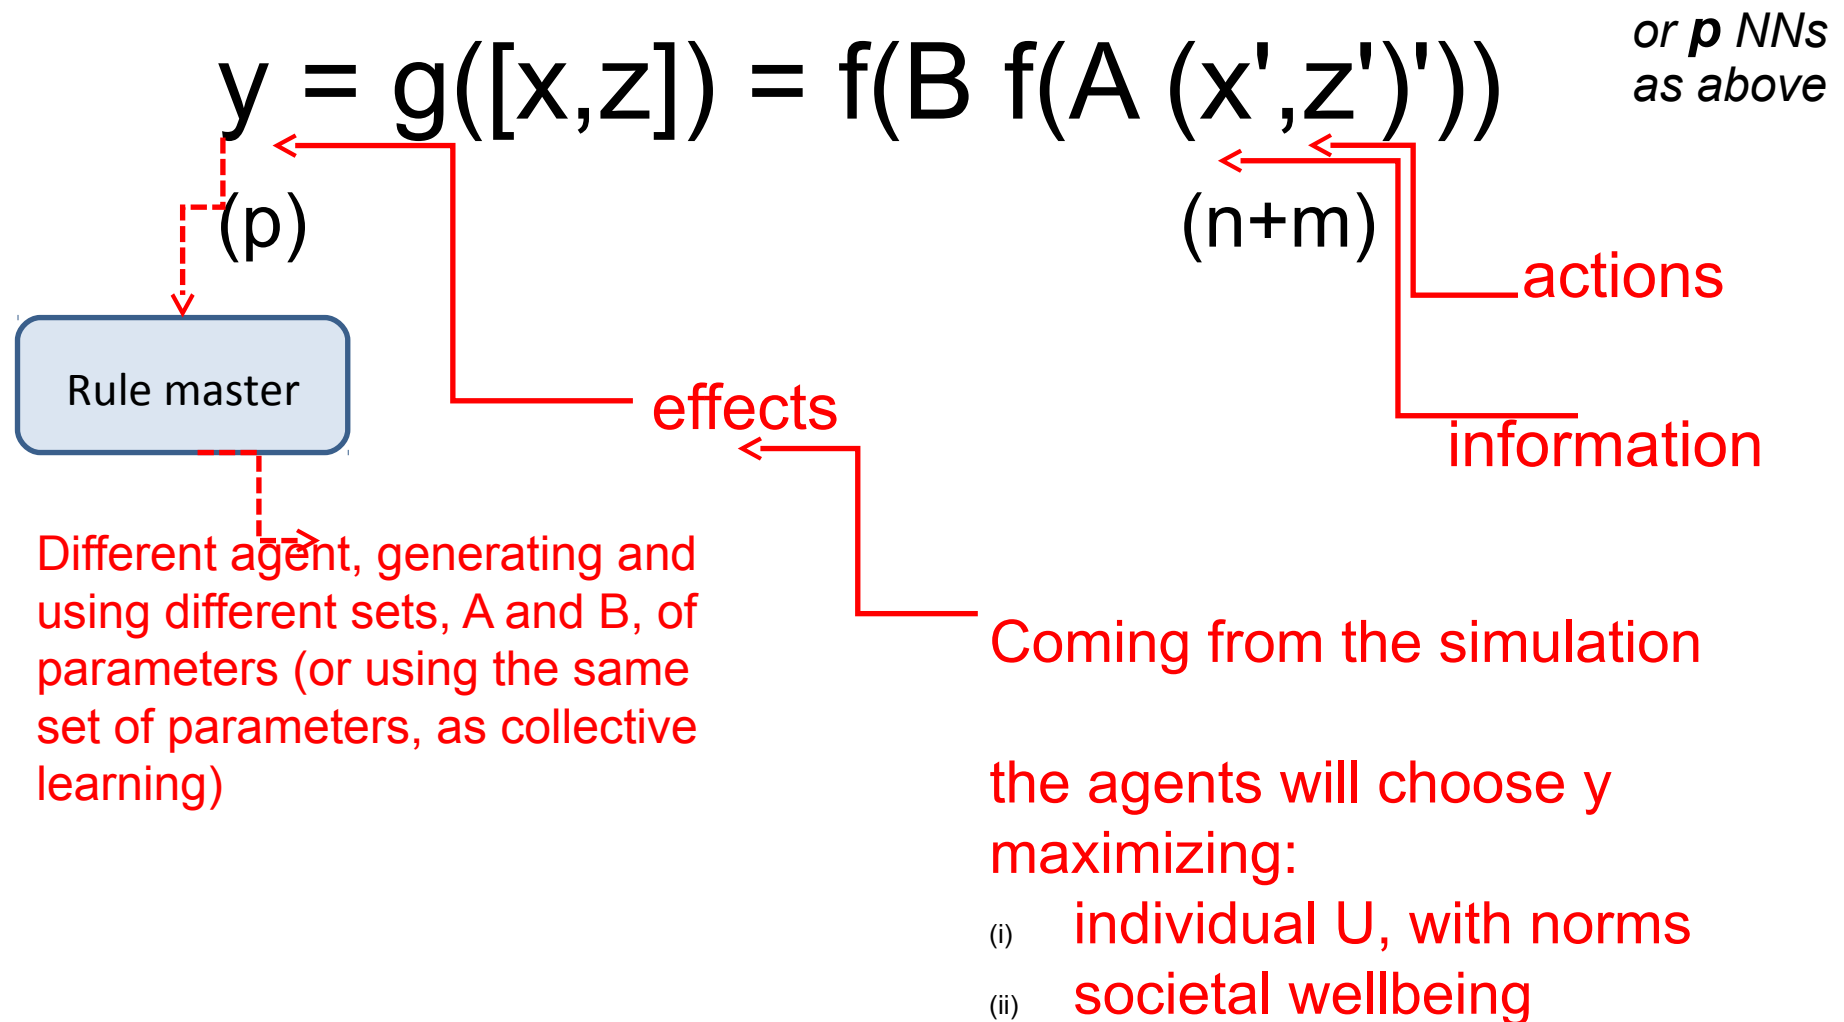 or p NNs
as above
y = g([x,z]) = f(B f(A (x',z')'))
(p)
(n+m)
actions
Rule master
effects
information
Different agent, generating and
using different sets, A and B, of
parameters (or using the same
set of parameters, as collective
learning)
Coming from the simulation
the agents will choose y
maximizing:
(i) individual U, with norms
(ii) societal wellbeing